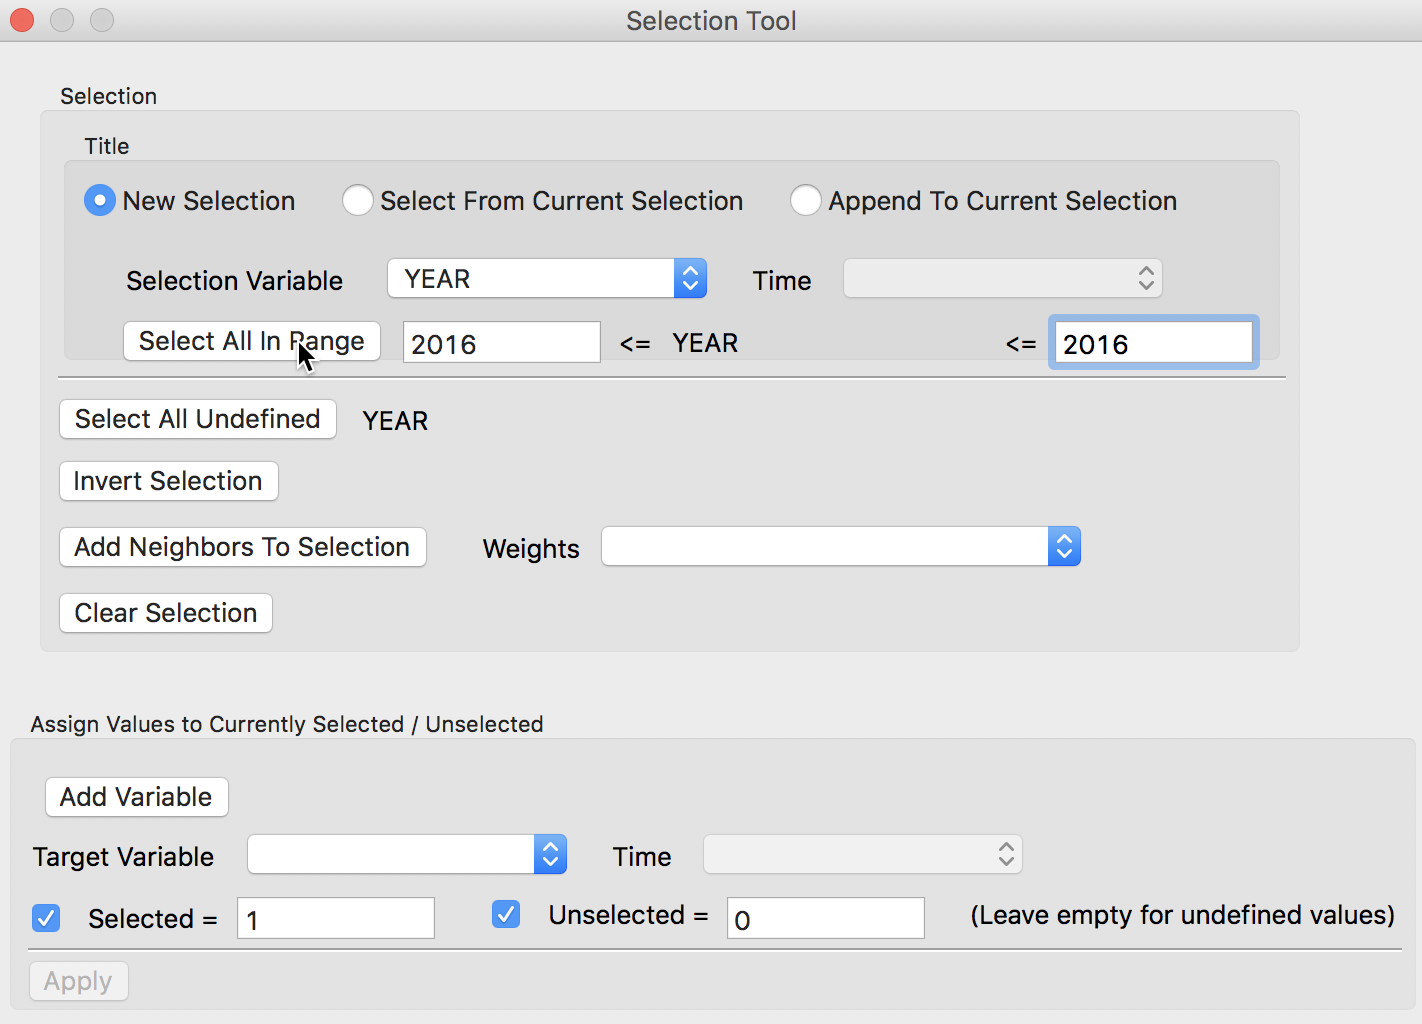 Selection Tool
Selection
Title
New Selection Select From Current Selection Append To Current Selection
Selection Variable YEAR Time
Select All In Range 2016 <= YEAR <= 2016
Select All Undefined YEAR
Invert Selection
Add Neighbors To Selection Weights
Clear Selection
Assign Values to Currently Selected / Unselected
Add Variable
Target Variable Time
Selected = 1 Unselected = 0 (Leave empty for undefined values)
Apply